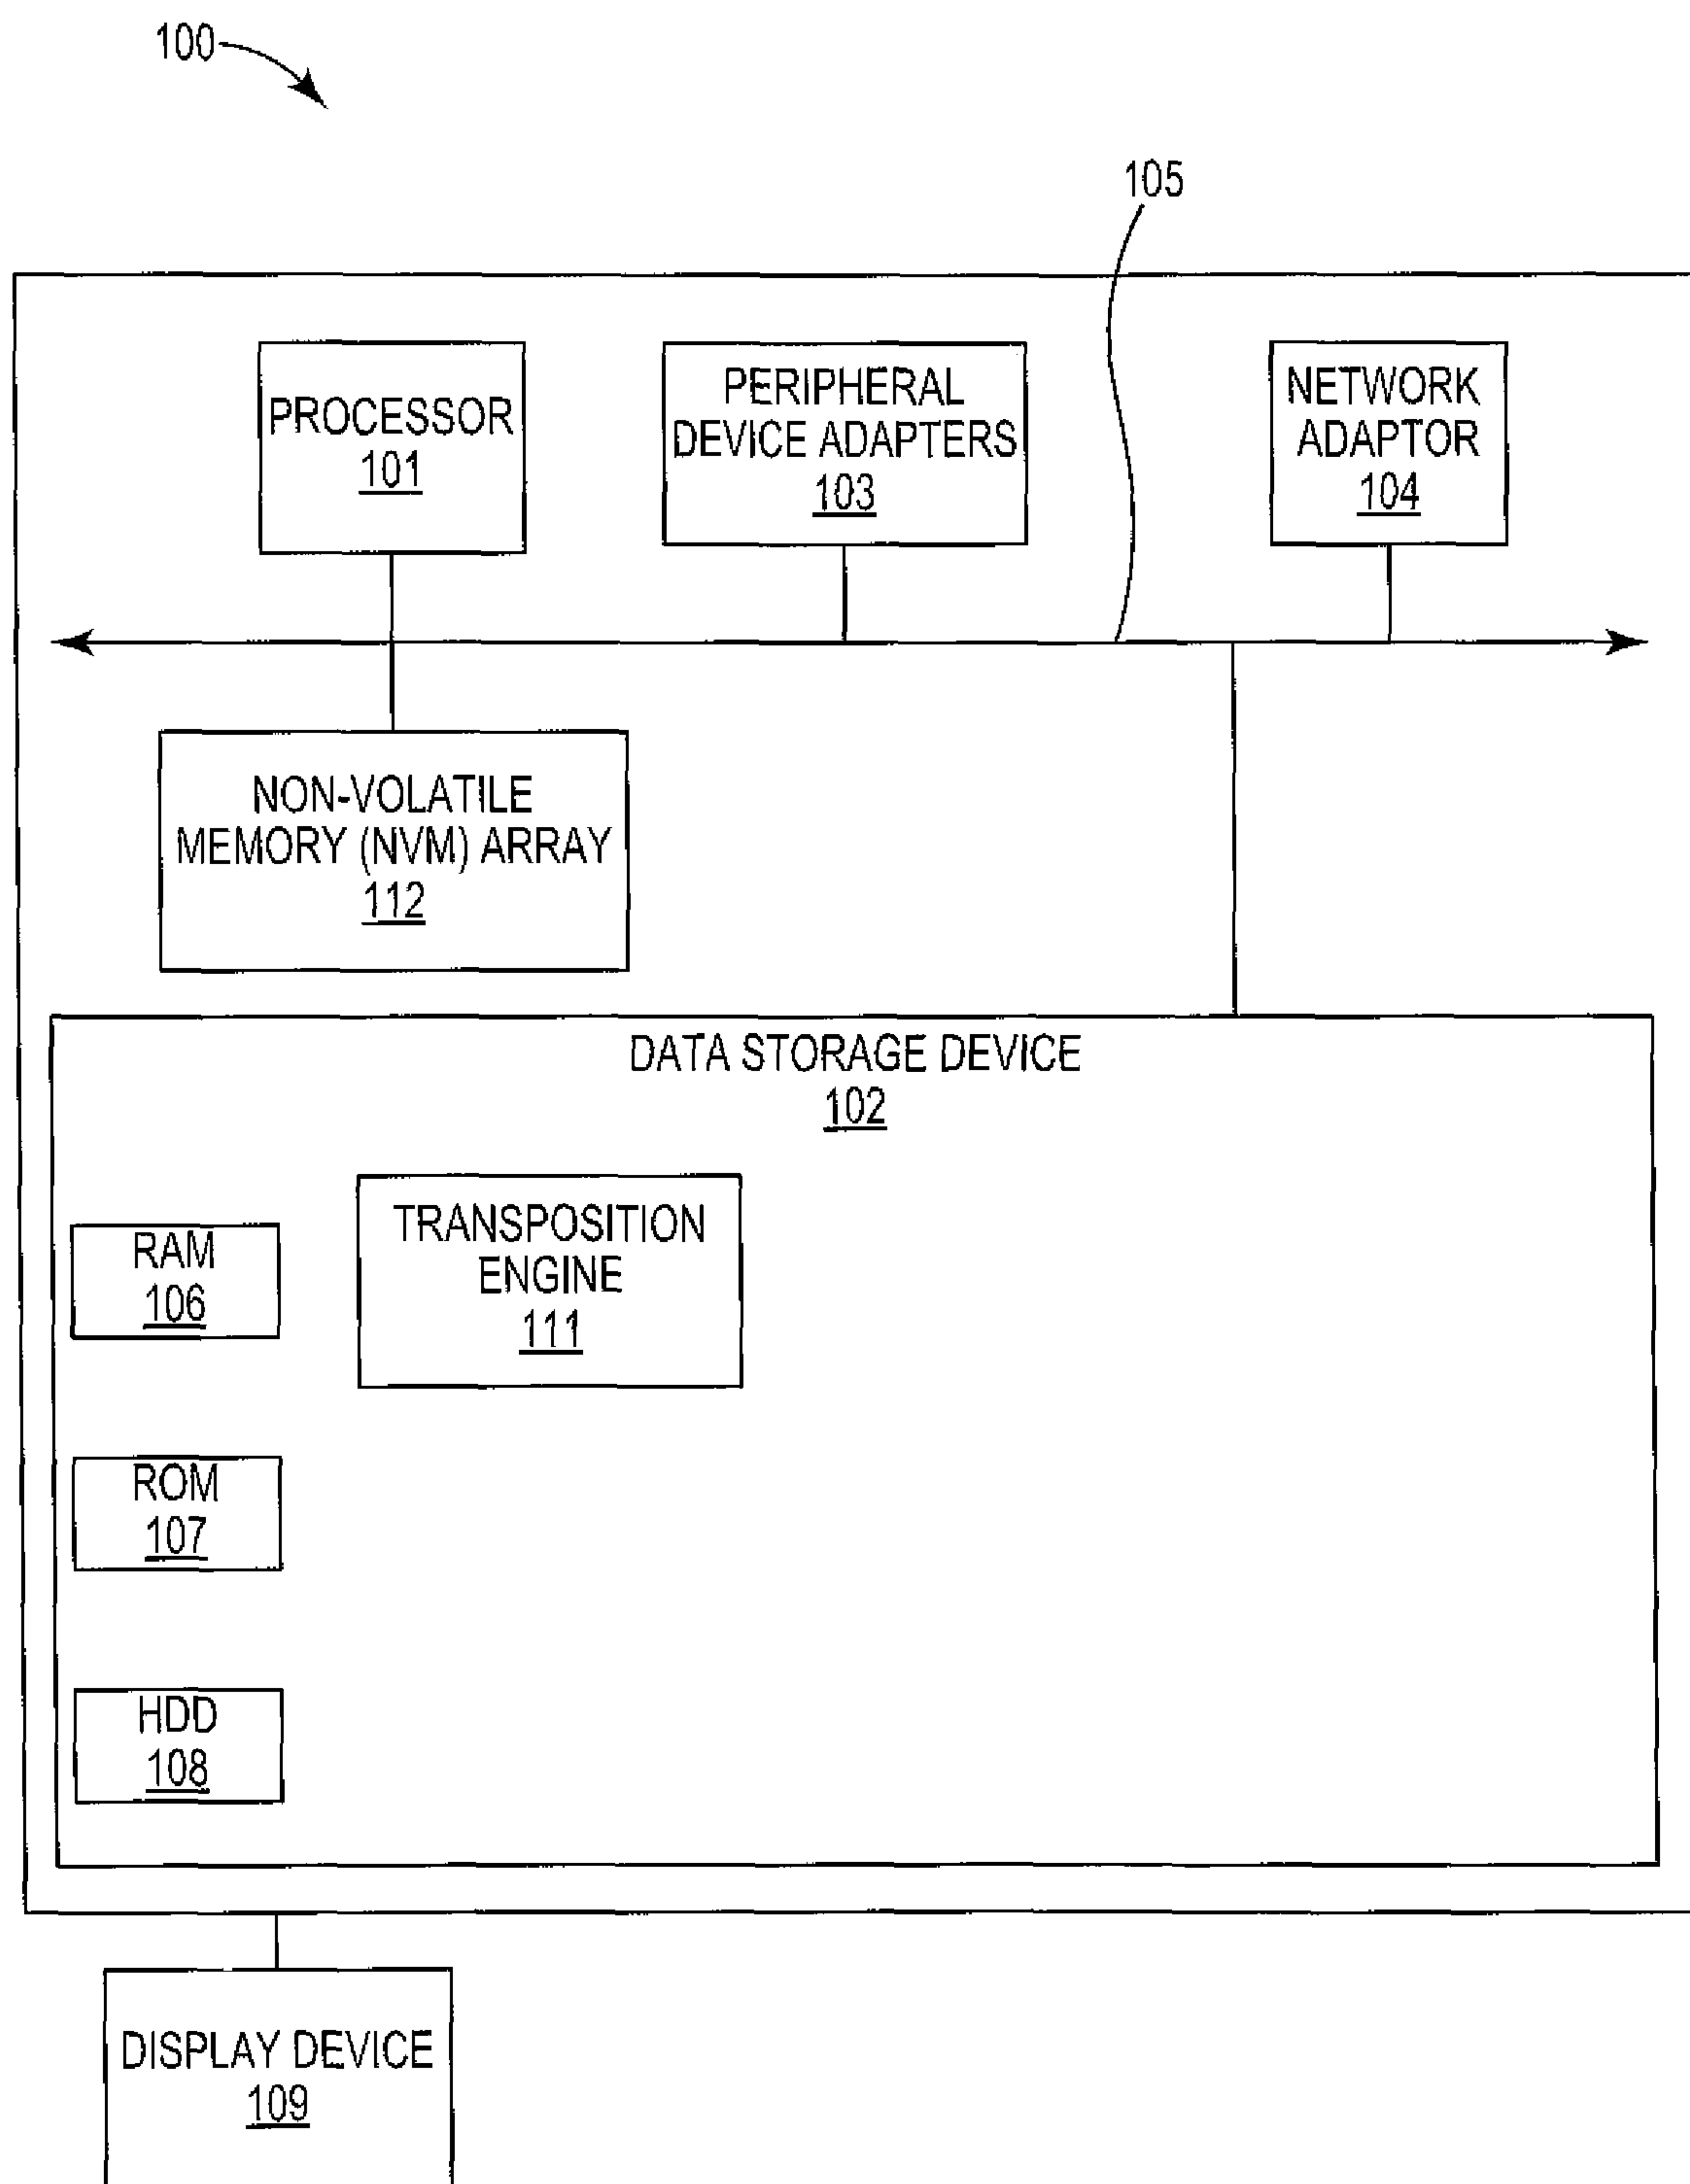 100
105
PROCESSOR
101
PERIPHERAL
DEVICE ADAPTERS
103
NETWORK
ADAPTOR
104
NON-VOLATILE
MEMORY (NVM) ARRAY
112
DATA STORAGE DEVICE
102
TRANSPOSITION
ENGINE
111
RAM
106
ROM
107
HDD
108
DISPLAY DEVICE
109